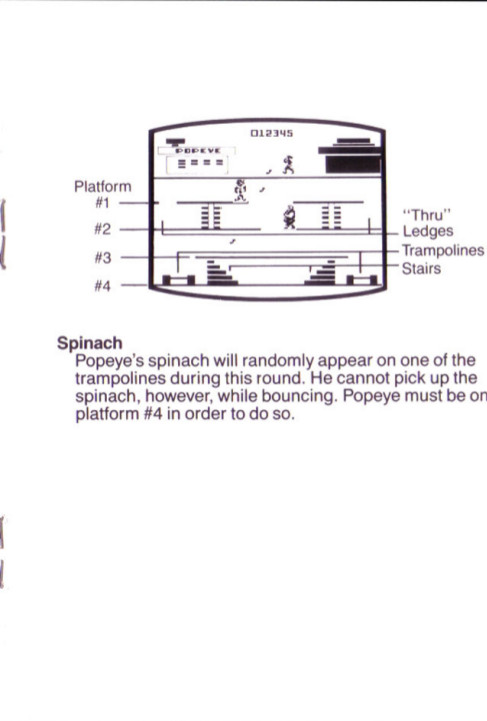 012345
POPEYE
Platform
#1
#2
#3
#4
"Thru"
Ledges
Trampolines
Stairs
Spinach
Popeye's spinach will randomly appear on one of the
trampolines during this round. He cannot pick up the
spinach, however, while bouncing. Popeye must be on
platform #4 in order to do so.